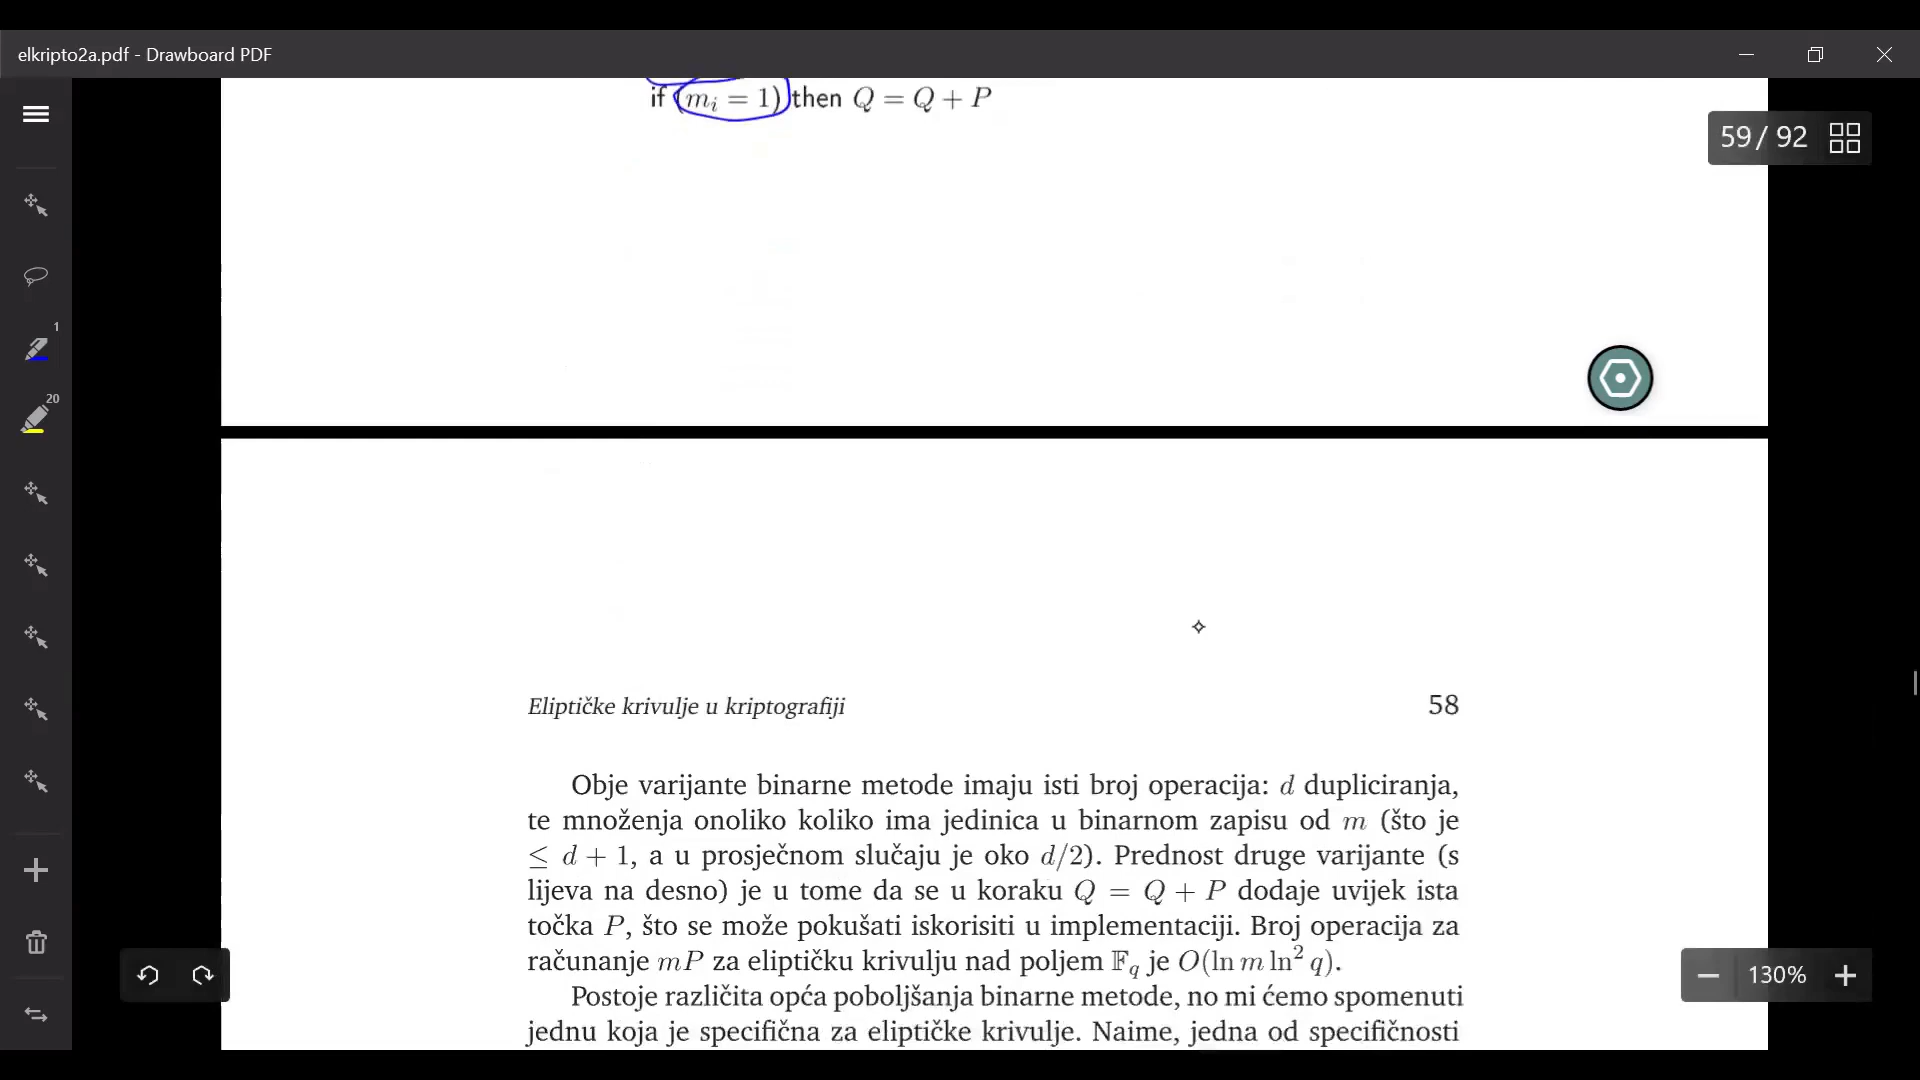 elkripto2a.pdf - Drawboard PDF
if (m_i = 1) then Q = Q + P
59 / 92
1
20
Eliptičke krivulje u kriptografiji 58
Obje varijante binarne metode imaju isti broj operacija: d dupliciranja,
te množenja onoliko koliko ima jedinica u binarnom zapisu od m (što je
≤ d + 1, a u prosječnom slučaju je oko d/2). Prednost druge varijante (s
lijeva na desno) je u tome da se u koraku Q = Q + P dodaje uvijek ista
točka P, što se može pokušati iskorisiti u implementaciji. Broj operacija za
računanje mP za eliptičku krivulju nad poljem 𝔽_q je O(ln m ln² q).
Postoje različita opća poboljšanja binarne metode, no mi ćemo spomenuti
jednu koja je specifična za eliptičke krivulje. Naime, jedna od specifičnosti
130%